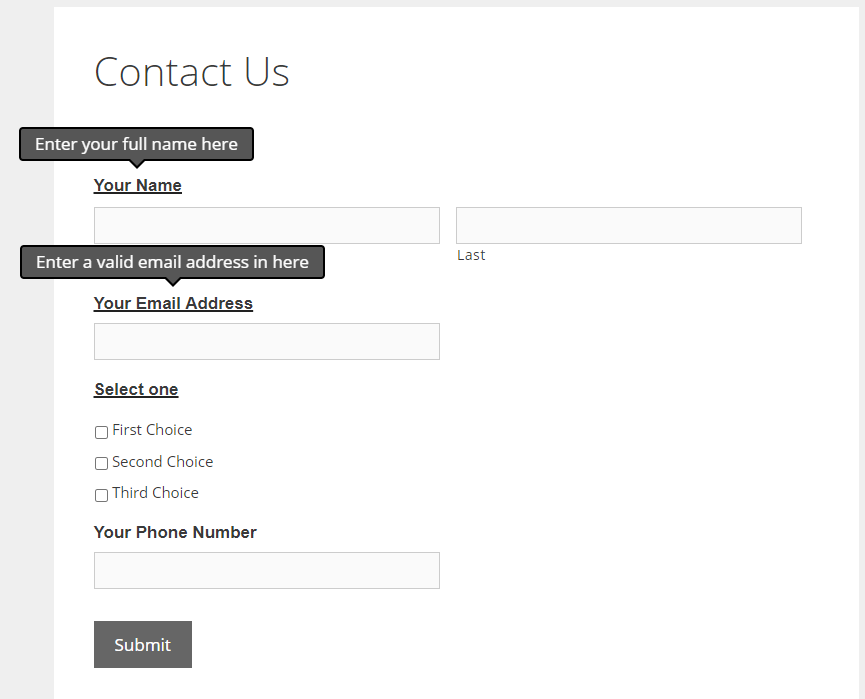 Contact Us
Enter your full name here
Your Name
Enter a valid email address in here
Last
Your Email Address
Select one
First Choice
Second Choice
Third Choice
Your Phone Number
Submit